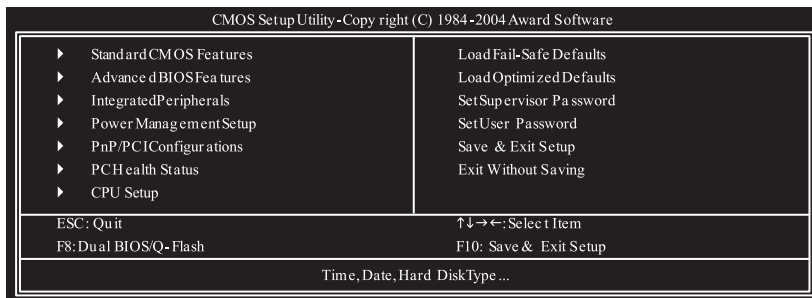 CMOS Setup Utility-Copy right (C) 1984-2004 Award Software
Standard CMOS Features
Advanced BIOS Features
Integrated Peripherals
Power Management Setup
PnP/PCI Configurations
PC Health Status
CPU Setup
Load Fail-Safe Defaults
Load Optimized Defaults
Set Supervisor Password
Set User Password
Save & Exit Setup
Exit Without Saving
ESC: Quit
↑↓→←: Select Item
F8: Dual BIOS/Q-Flash
F10: Save & Exit Setup
Time, Date, Hard Disk Type...